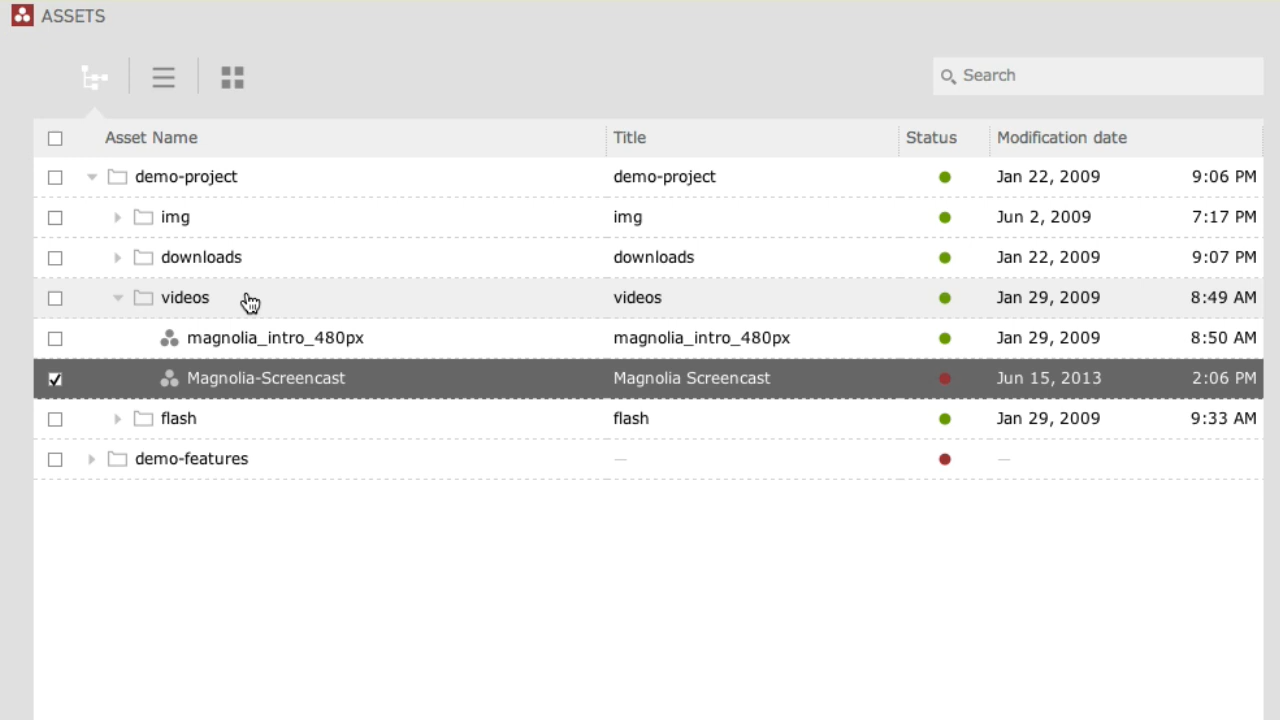 ASSETS
Search
Asset Name Title Status Modification date
demo-project demo-project Jan 22, 2009 9:06 PM
img img Jun 2, 2009 7:17 PM
downloads downloads Jan 22, 2009 9:07 PM
videos videos Jan 29, 2009 8:49 AM
magnolia_intro_480px magnolia_intro_480px Jan 29, 2009 8:50 AM
Magnolia-Screencast Magnolia Screencast Jun 15, 2013 2:06 PM
flash flash Jan 29, 2009 9:33 AM
demo-features — —